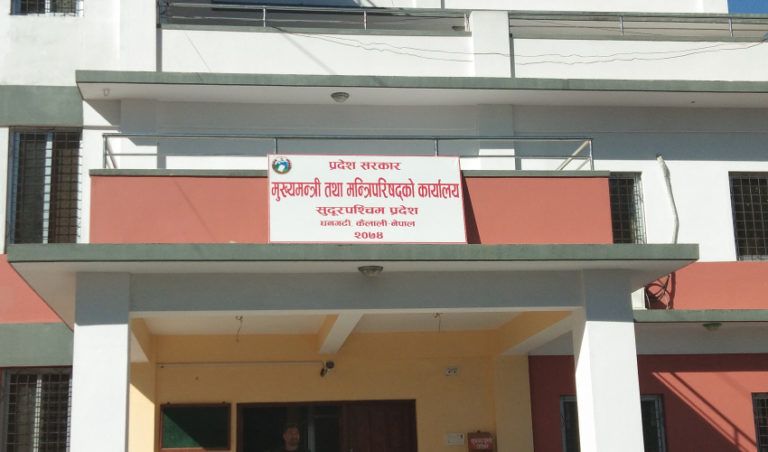 प्रदेश सरकार
मुख्यमन्त्री तथा मन्त्रिपरिषद्को कार्यालय
सुदूरपश्चिम प्रदेश
धनगढी, कैलाली-नेपाल
२०७४